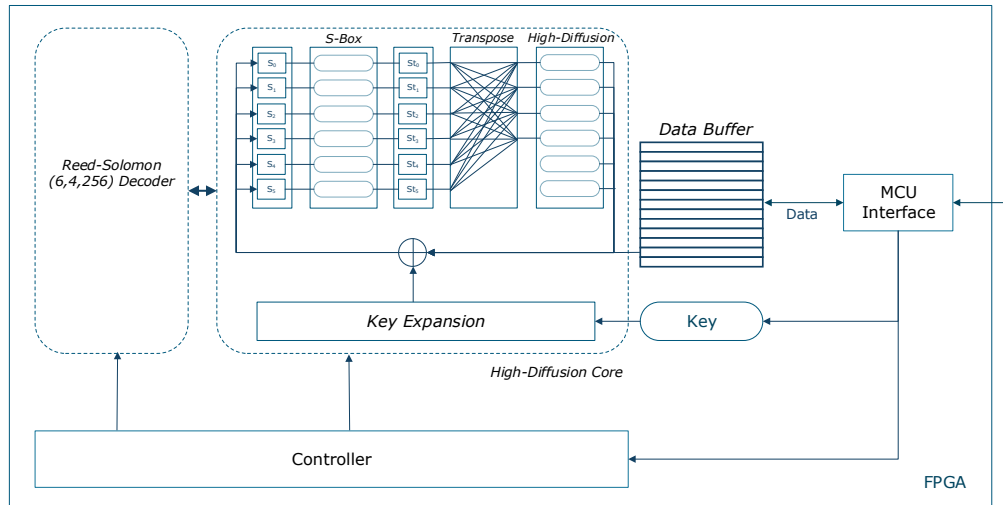 S-Box
Transpose
High-Diffusion
S₀
St₀
S₁
St₁
S₂
St₂
S₃
St₃
S₄
St₄
S₅
St₅
Reed-Solomon
(6,4,256) Decoder
Data Buffer
Data
MCU
Interface
Key Expansion
Key
High-Diffusion Core
Controller
FPGA